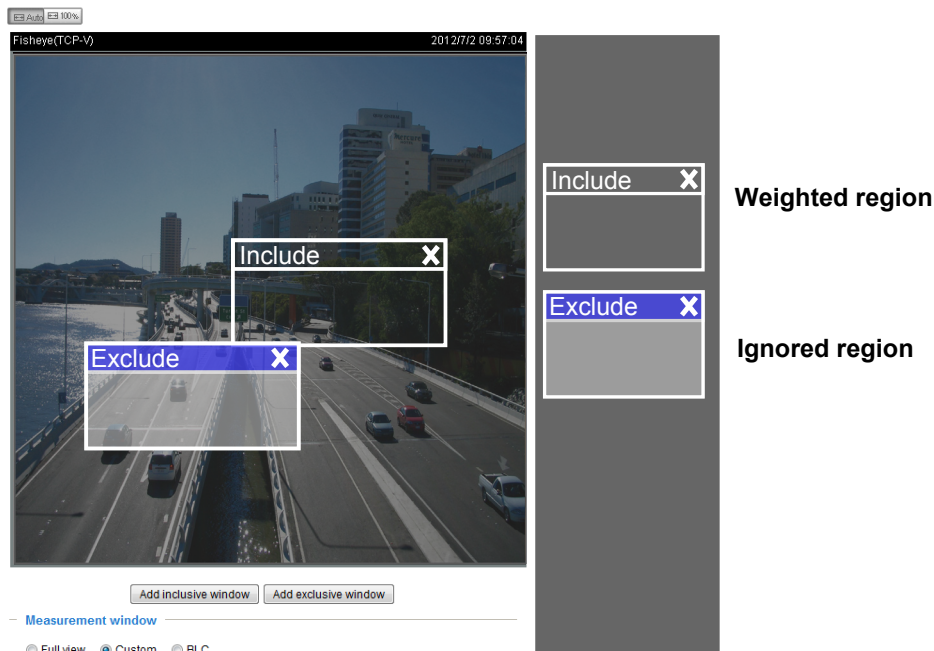 Auto 100%
Fisheye(TCP-V) 2012/7/2 09:57:04
Include
Weighted region
Include
Exclude
Exclude
Ignored region
Add inclusive window Add exclusive window
Measurement window
Full view Custom BLC